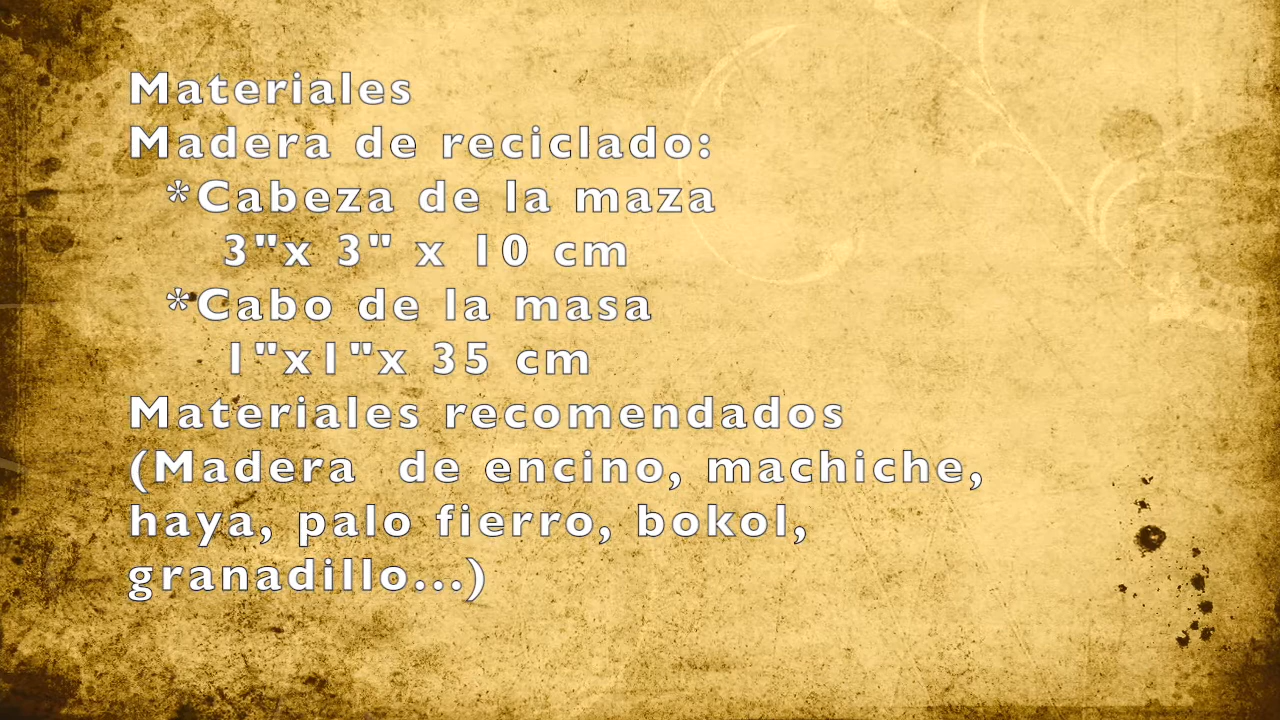 Materiales
Madera de reciclado:
*Cabeza de la maza
3"x 3" x 10 cm
*Cabo de la masa
1"x1"x 35 cm
Materiales recomendados
(Madera de encino, machiche,
haya, palo fierro, bokol,
granadillo...)